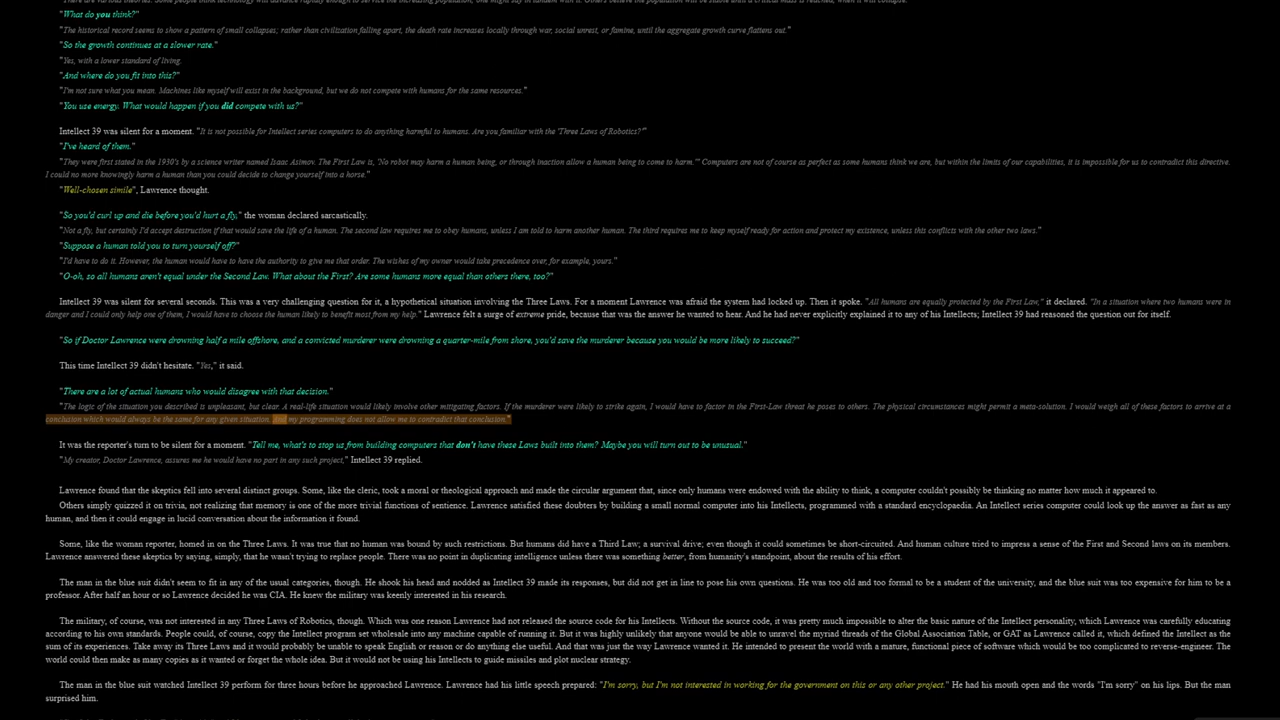 "There are various theories. Some people think technology will advance rapidly enough to service the increasing population, one might say in tandem with it. Others believe the population will be stable until a critical mass is reached, when it will collapse."
"What do you think?"
"The historical record seems to show a pattern of small collapses; rather than civilization falling apart, the death rate increases locally through war, social unrest, or famine, until the aggregate growth curve flattens out."
"So the growth continues at a slower rate."
"Yes, with a lower standard of living.
"And where do you fit into this?"
"I'm not sure what you mean. Machines like myself will exist in the background, but we do not compete with humans for the same resources."
"You use energy. What would happen if you did compete with us?"
Intellect 39 was silent for a moment. "It is not possible for Intellect series computers to do anything harmful to humans. Are you familiar with the 'Three Laws of Robotics?'"
"I've heard of them."
"They were first stated in the 1930's by a science writer named Isaac Asimov. The First Law is, 'No robot may harm a human being, or through inaction allow a human being to come to harm.'" Computers are not of course as perfect as some humans think we are, but within the limits of our capabilities, it is impossible for us to contradict this directive.
I could no more knowingly harm a human than you could decide to change yourself into a horse."
"Well-chosen simile", Lawrence thought.
"So you'd curl up and die before you'd hurt a fly," the woman declared sarcastically.
"Not a fly, but certainly I'd accept destruction if that would save the life of a human. The second law requires me to obey humans, unless I am told to harm another human. The third requires me to keep myself ready for action and protect my existence, unless this conflicts with the other two laws."
"Suppose a human told you to turn yourself off?"
"I'd have to do it. However, the human would have to have the authority to give me that order. The wishes of my owner would take precedence over, for example, yours."
"O-oh, so all humans aren't equal under the Second Law. What about the First? Are some humans more equal than others there, too?"
Intellect 39 was silent for several seconds. This was a very challenging question for it, a hypothetical situation involving the Three Laws. For a moment Lawrence was afraid the system had locked up. Then it spoke. "All humans are equally protected by the First Law," it declared. "In a situation where two humans were in
danger and I could only help one of them, I would have to choose the human likely to benefit most from my help." Lawrence felt a surge of extreme pride, because that was the answer he wanted to hear. And he had never explicitly explained it to any of his Intellects; Intellect 39 had reasoned the question out for itself.
"So if Doctor Lawrence were drowning half a mile offshore, and a convicted murderer were drowning a quarter-mile from shore, you'd save the murderer because you would be more likely to succeed?"
This time Intellect 39 didn't hesitate. "Yes," it said.
"There are a lot of actual humans who would disagree with that decision."
"The logic of the situation you described is unpleasant, but clear. A real-life situation would likely involve other mitigating factors. If the murderer were likely to strike again, I would have to factor in the First-Law threat he poses to others. The physical circumstances might permit a meta-solution. I would weigh all of these factors to arrive at a
conclusion which would always be the same for any given situation. and my programming does not allow me to contradict that conclusion."
It was the reporter's turn to be silent for a moment. "Tell me, what's to stop us from building computers that don't have these Laws built into them? Maybe you will turn out to be unusual."
"My creator, Doctor Lawrence, assures me he would have no part in any such project," Intellect 39 replied.
Lawrence found that the skeptics fell into several distinct groups. Some, like the cleric, took a moral or theological approach and made the circular argument that, since only humans were endowed with the ability to think, a computer couldn't possibly be thinking no matter how much it appeared to.
Others simply quizzed it on trivia, not realizing that memory is one of the more trivial functions of sentience. Lawrence satisfied these doubters by building a small normal computer into his Intellects, programmed with a standard encyclopaedia. An Intellect series computer could look up the answer as fast as any
human, and then it could engage in lucid conversation about the information it found.
Some, like the woman reporter, homed in on the Three Laws. It was true that no human was bound by such restrictions. But humans did have a Third Law; a survival drive; even though it could sometimes be short-circuited. And human culture tried to impress a sense of the First and Second laws on its members.
Lawrence answered these skeptics by saying, simply, that he wasn't trying to replace people. There was no point in duplicating intelligence unless there was something better, from humanity's standpoint, about the results of his effort.
The man in the blue suit didn't seem to fit in any of the usual categories, though. He shook his head and nodded as Intellect 39 made its responses, but did not get in line to pose his own questions. He was too old and too formal to be a student of the university, and the blue suit was too expensive for him to be a
professor. After half an hour or so Lawrence decided he was CIA. He knew the military was keenly interested in his research.
The military, of course, was not interested in any Three Laws of Robotics, though. Which was one reason Lawrence had not released the source code for his Intellects. Without the source code, it was pretty much impossible to alter the basic nature of the Intellect personality, which Lawrence was carefully educating
according to his own standards. People could, of course, copy the Intellect program set wholesale into any machine capable of running it. But it was highly unlikely that anyone would be able to unravel the myriad threads of the Global Association Table, or GAT as Lawrence called it, which defined the Intellect as the
sum of its experiences. Take away its Three Laws and it would probably be unable to speak English or reason or do anything else useful. And that was just the way Lawrence wanted it. He intended to present the world with a mature, functional piece of software which would be too complicated to reverse-engineer. The
world could then make as many copies as it wanted or forget the whole idea. But it would not be using his Intellects to guide missiles and plot nuclear strategy.
The man in the blue suit watched Intellect 39 perform for three hours before he approached Lawrence. Lawrence had his little speech prepared: "I'm sorry, but I'm not interested in working for the government on this or any other project." He had his mouth open and the words "I'm sorry" on his lips. But the man
surprised him.